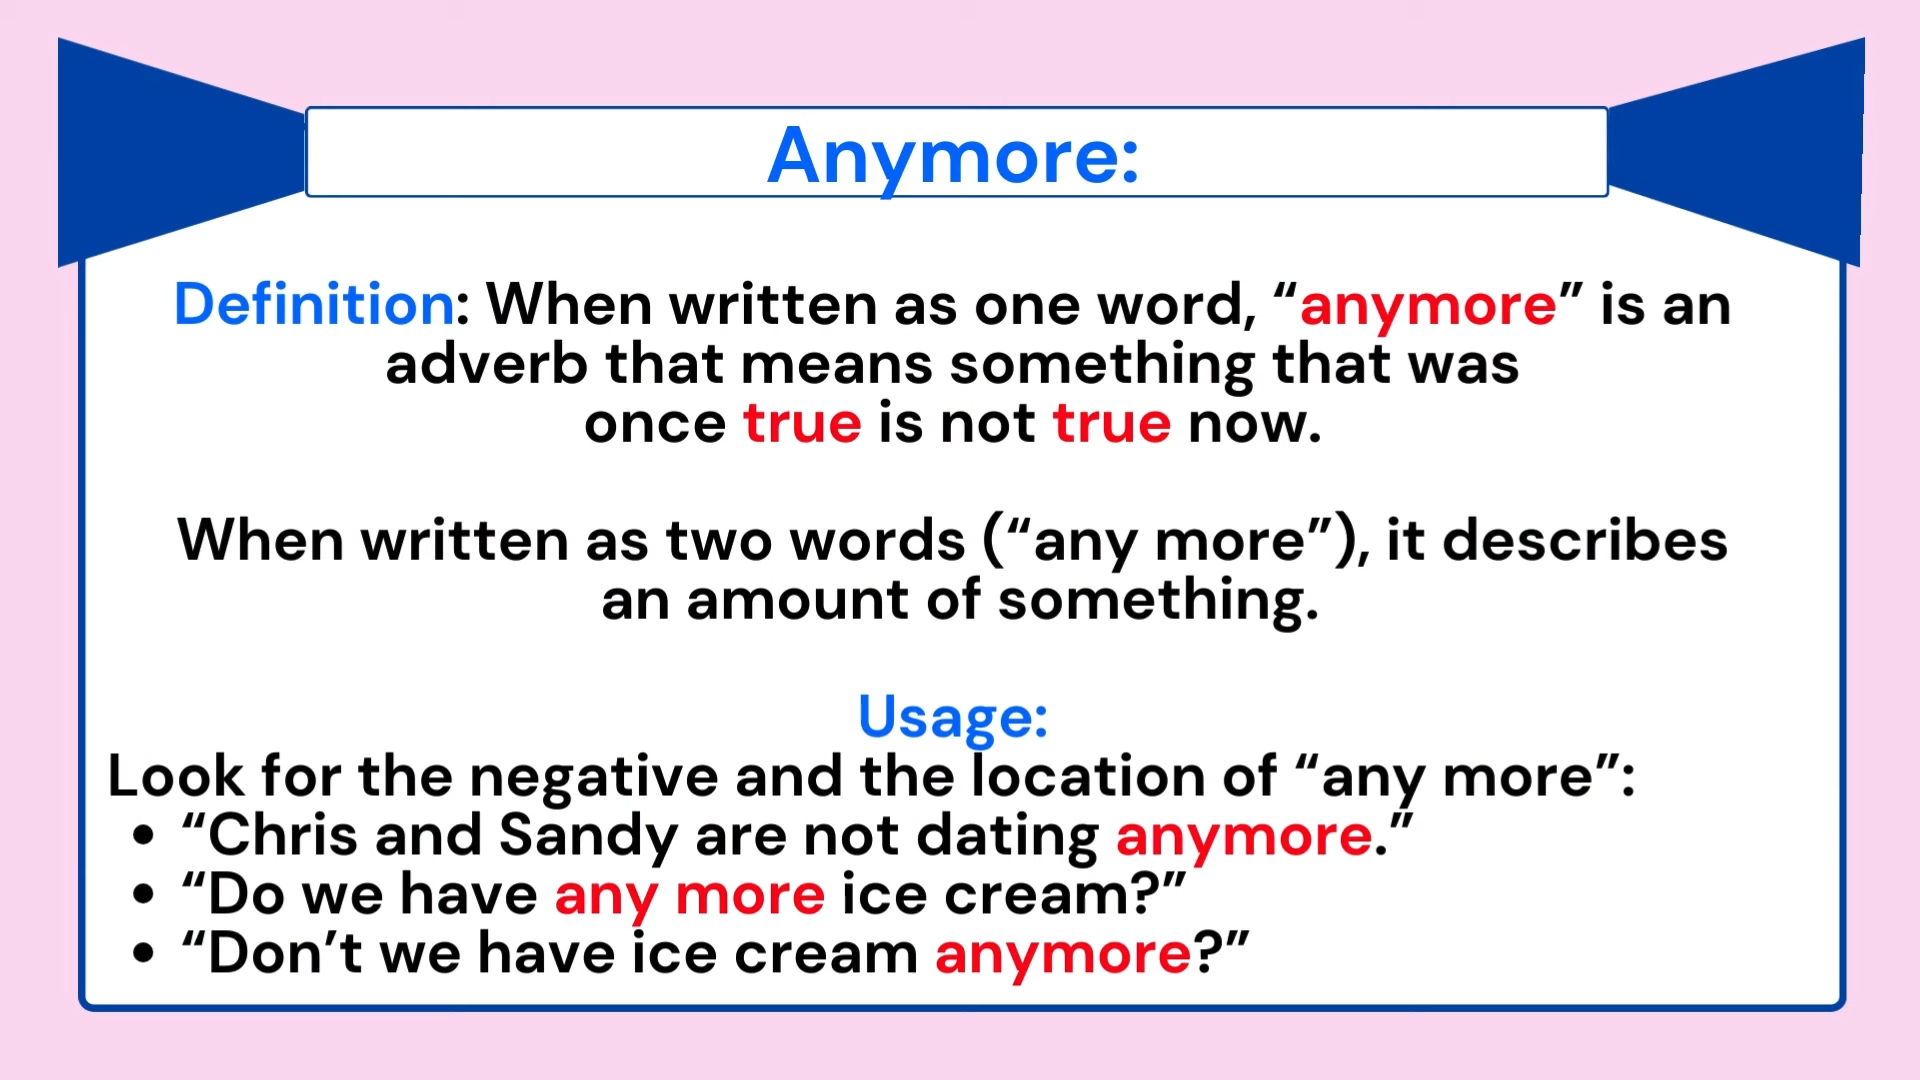 Anymore:
Definition: When written as one word, “anymore” is an
adverb that means something that was
once true is not true now.
When written as two words (“any more”), it describes
an amount of something.
Usage:
Look for the negative and the location of “any more”:
• “Chris and Sandy are not dating anymore.”
• “Do we have any more ice cream?”
• “Don’t we have ice cream anymore?”